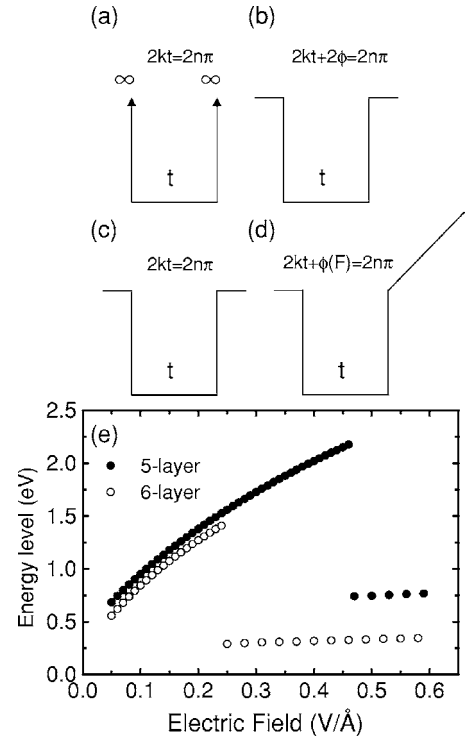 (a) (b)
2kt=2nπ 2kt+2ϕ=2nπ
∞ ∞
t t
(c) (d)
2kt=2nπ 2kt+ϕ(F)=2nπ
t t
(e)
2.5
2.0
1.5
1.0
0.5
0.0
Energy level (eV)
● 5-layer
○ 6-layer
0.0 0.1 0.2 0.3 0.4 0.5 0.6
Electric Field (V/Å)